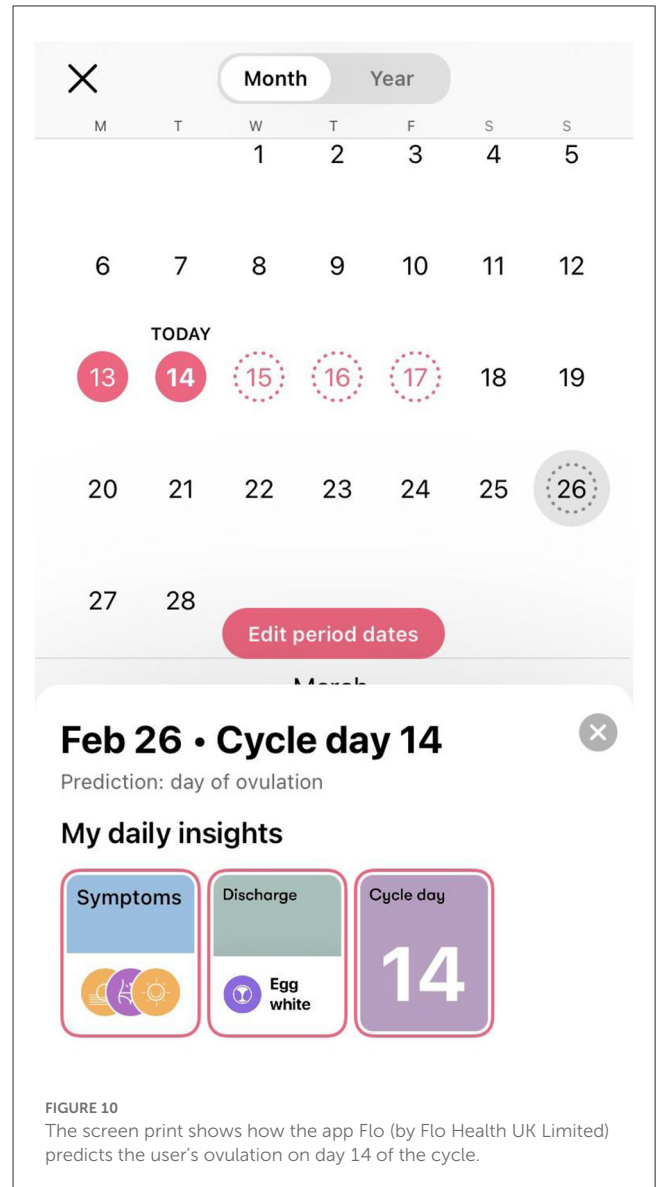 Month Year
M T W T F S S
1 2 3 4 5
6 7 8 9 10 11 12
TODAY
13 14 15 16 17 18 19
20 21 22 23 24 25 26
27 28
Edit period dates
March
Feb 26 • Cycle day 14
Prediction: day of ovulation
My daily insights
Symptoms Discharge Cycle day
Egg
white
14
FIGURE 10
The screen print shows how the app Flo (by Flo Health UK Limited)
predicts the user's ovulation on day 14 of the cycle.